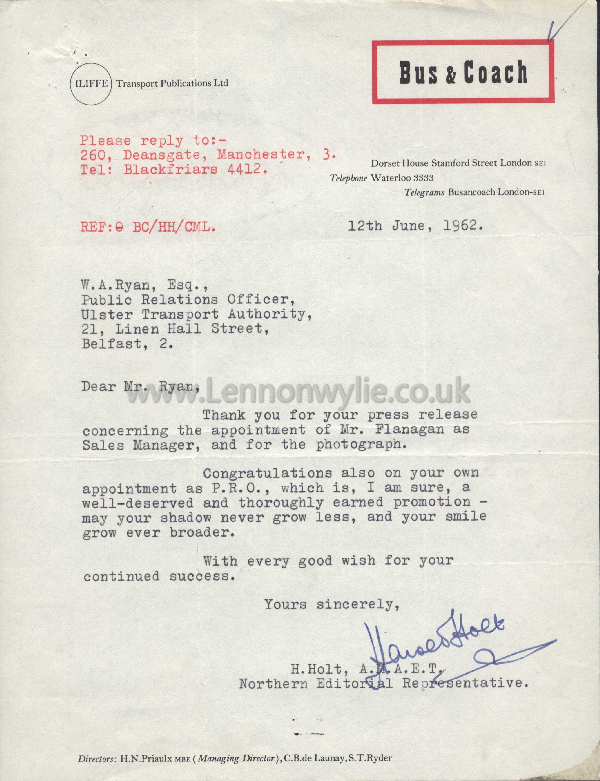 ILIFFE Transport Publications Ltd
Bus & Coach
Please reply to:-
260, Deansgate, Manchester, 3.
Tel: Blackfriars 4412.
Dorset House Stamford Street London SE1
Telephone Waterloo 3333
Telegrams Busancoach London-SE1
REF: BC/HH/CML.
12th June, 1962.
W.A.Ryan, Esq.,
Public Relations Officer,
Ulster Transport Authority,
21, Linen Hall Street,
Belfast, 2.
Dear Mr. Ryan,
www.Lennonwylie.co.uk
Thank you for your press release
concerning the appointment of Mr. Flanagan as
Sales Manager, and for the photograph.
Congratulations also on your own
appointment as P.R.O., which is, I am sure, a
well-deserved and thoroughly earned promotion -
may your shadow never grow less, and your smile
grow ever broader.
With every good wish for your
continued success.
Yours sincerely,
Harold Holt
H.Holt, A.M.A.E.T.
Northern Editorial Representative.
Directors: H.N.Priaulx MBE (Managing Director), C.B.de Launay, S.T.Ryder